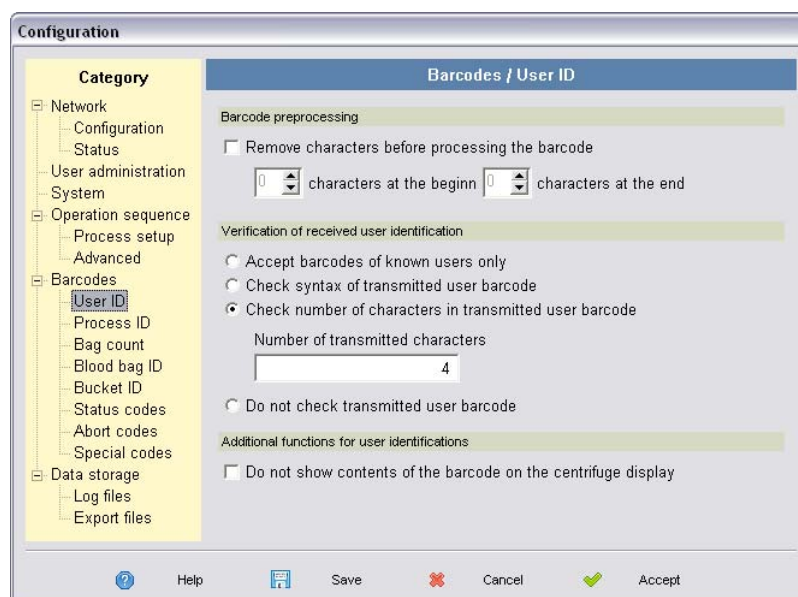 Configuration
Category
Network
Configuration
Status
User administration
System
Operation sequence
Process setup
Advanced
Barcodes
User ID
Process ID
Bag count
Blood bag ID
Bucket ID
Status codes
Abort codes
Special codes
Data storage
Log files
Export files
Barcodes / User ID
Barcode preprocessing
Remove characters before processing the barcode
0 characters at the beginn 0 characters at the end
Verification of received user identification
Accept barcodes of known users only
Check syntax of transmitted user barcode
Check number of characters in transmitted user barcode
Number of transmitted characters
4
Do not check transmitted user barcode
Additional functions for user identifications
Do not show contents of the barcode on the centrifuge display
Help Save Cancel Accept